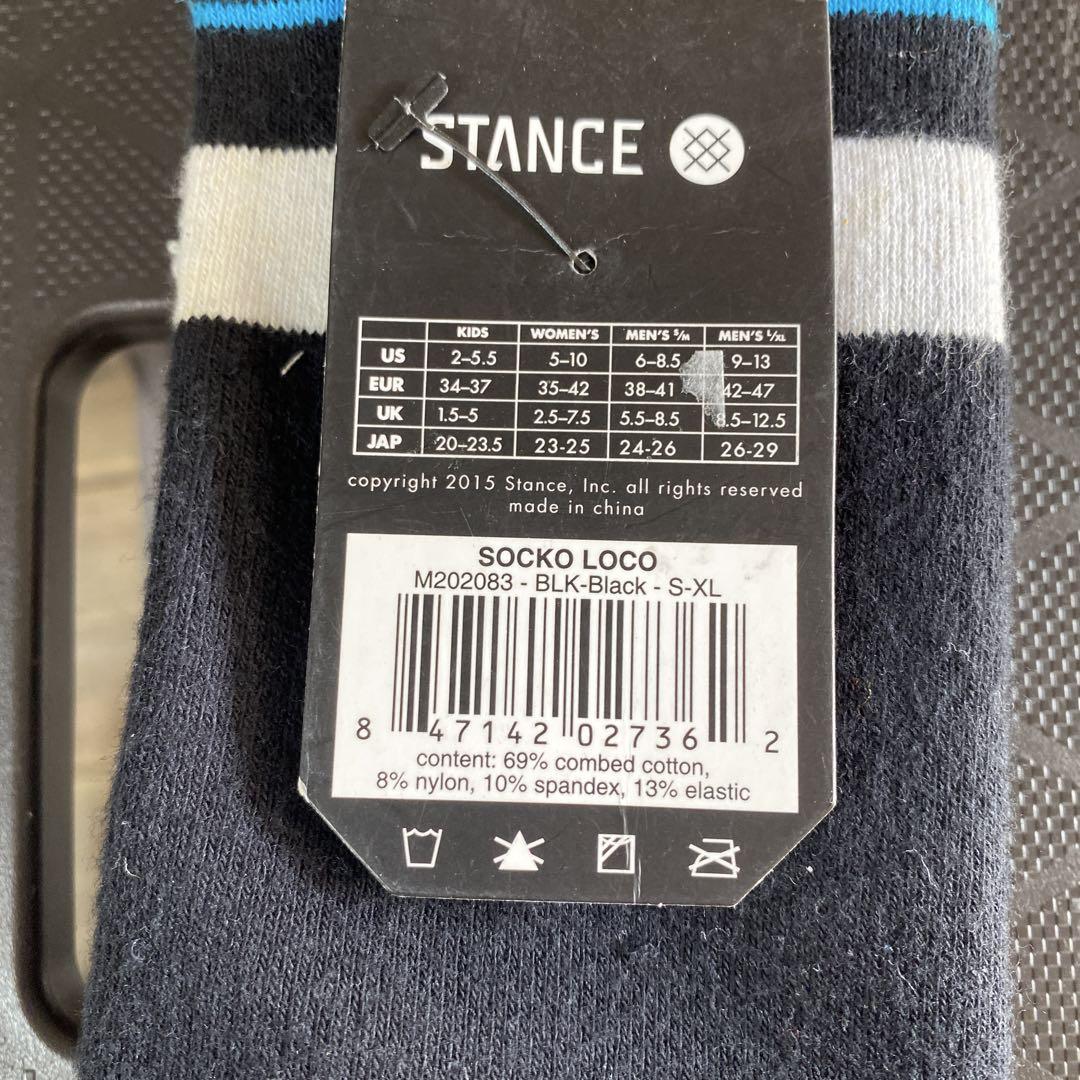 STANCE
KIDS WOMEN'S MEN'S S/M MEN'S L/XL
US 2–5.5 5–10 6–8.5 9–13
EUR 34–37 35–42 38–41 42–47
UK 1.5–5 2.5–7.5 5.5–8.5 8.5–12.5
JAP 20–23.5 23-25 24-26 26-29
copyright 2015 Stance, Inc. all rights reserved
made in china
SOCKO LOCO
M202083 - BLK-Black - S-XL
8 47142 02736 2
content: 69% combed cotton,
8% nylon, 10% spandex, 13% elastic